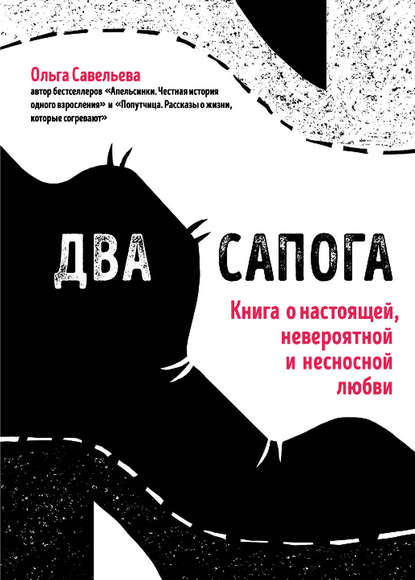 Ольга Савельева
автор бестселлеров «Апельсинки. Честная история
одного взросления» и «Попутчица. Рассказы о жизни,
которые согревают»
ДВА САПОГА
Книга о настоящей,
невероятной
и несносной
любви